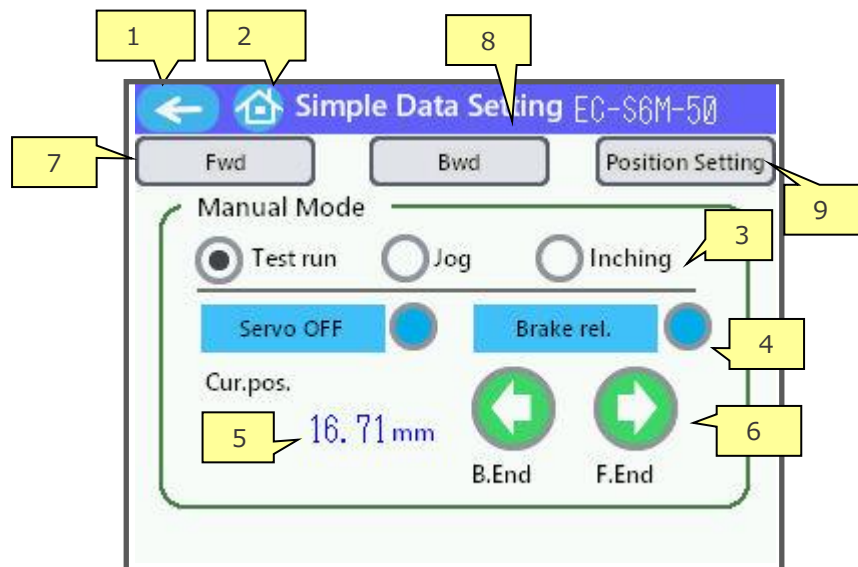 1 2 8
Simple Data Setting EC-S6M-50
7 Fwd Bwd Position Setting 9
Manual Mode
Test run Jog Inching 3
Servo OFF Brake rel. 4
Cur.pos.
5 16.71 mm 6
B.End F.End